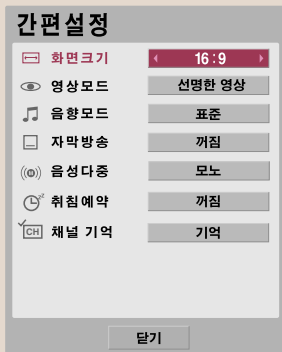 간편설정
화면크기 16:9
영상모드 선명한 영상
음향모드 표준
자막방송 꺼짐
음성다중 모노
취침예약 꺼짐
CH 채널 기억 기억
닫기